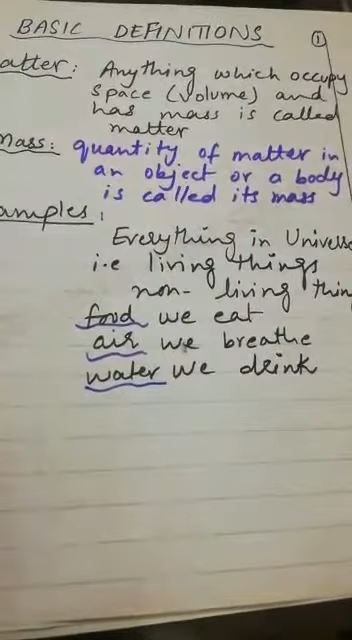 BASIC DEFINITIONS ①
atter: Anything which occupy
space (volume) and
has mass is called
matter
Mass: quantity of matter in
an object or a body
is called its mass
amples:
Everything in Universe
i.e living things
non- living thin
food we eat
air we breathe
water we drink